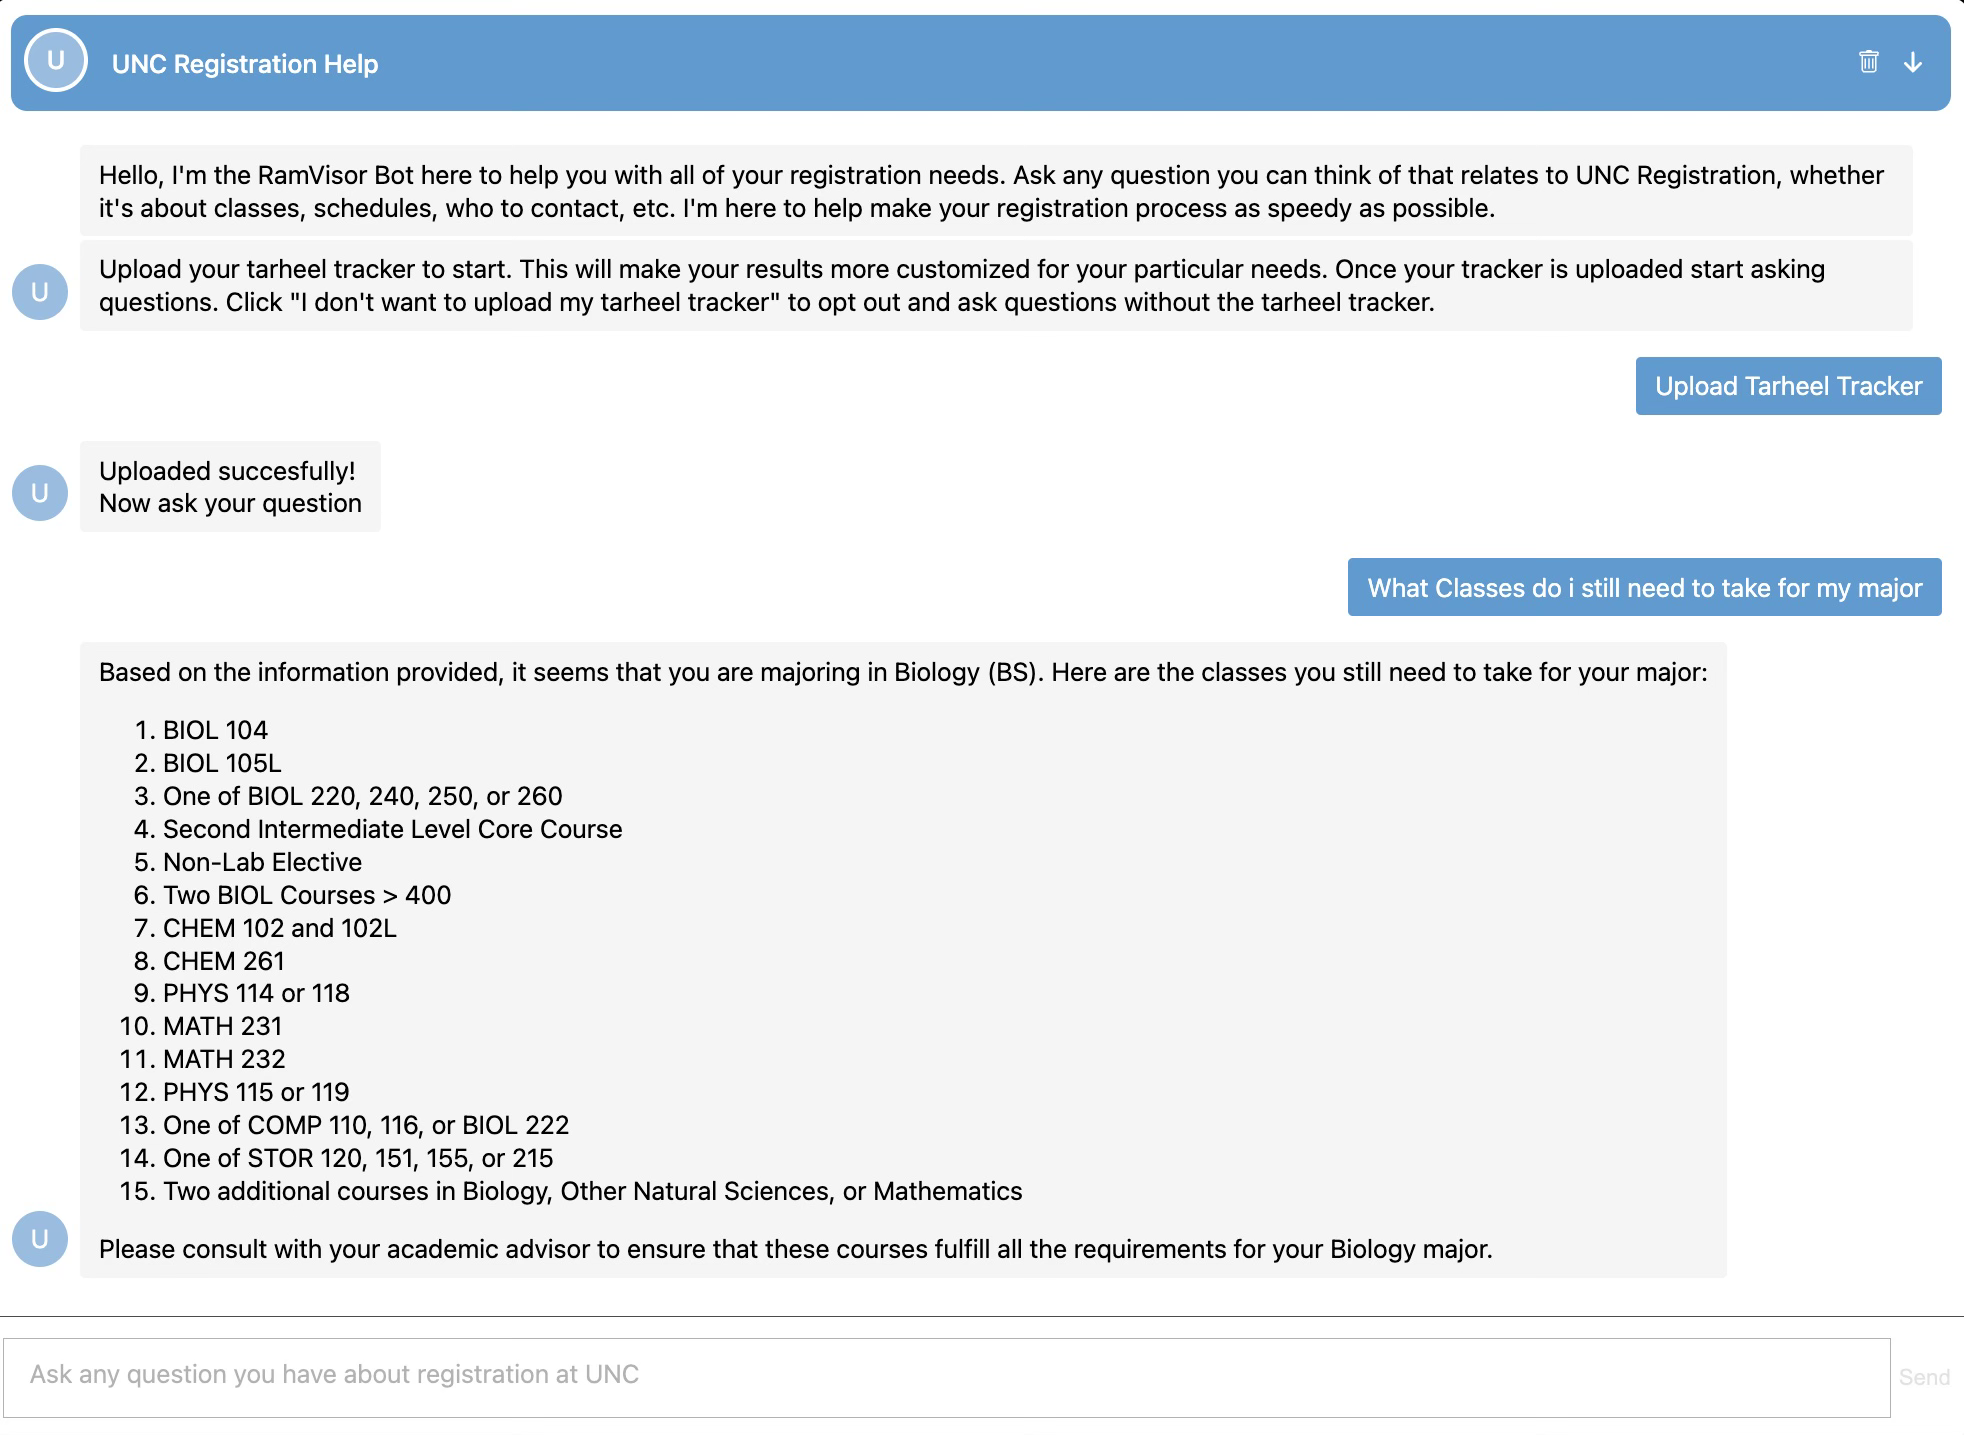 U
UNC Registration Help
Hello, I'm the RamVisor Bot here to help you with all of your registration needs. Ask any question you can think of that relates to UNC Registration, whether
it's about classes, schedules, who to contact, etc. I'm here to help make your registration process as speedy as possible.
Upload your tarheel tracker to start. This will make your results more customized for your particular needs. Once your tracker is uploaded start asking
questions. Click "I don't want to upload my tarheel tracker" to opt out and ask questions without the tarheel tracker.
U
Upload Tarheel Tracker
Uploaded succesfully!
Now ask your question
U
What Classes do i still need to take for my major
Based on the information provided, it seems that you are majoring in Biology (BS). Here are the classes you still need to take for your major:
1. BIOL 104
2. BIOL 105L
3. One of BIOL 220, 240, 250, or 260
4. Second Intermediate Level Core Course
5. Non-Lab Elective
6. Two BIOL Courses > 400
7. CHEM 102 and 102L
8. CHEM 261
9. PHYS 114 or 118
10. MATH 231
11. MATH 232
12. PHYS 115 or 119
13. One of COMP 110, 116, or BIOL 222
14. One of STOR 120, 151, 155, or 215
15. Two additional courses in Biology, Other Natural Sciences, or Mathematics
U
Please consult with your academic advisor to ensure that these courses fulfill all the requirements for your Biology major.
Ask any question you have about registration at UNC
Send